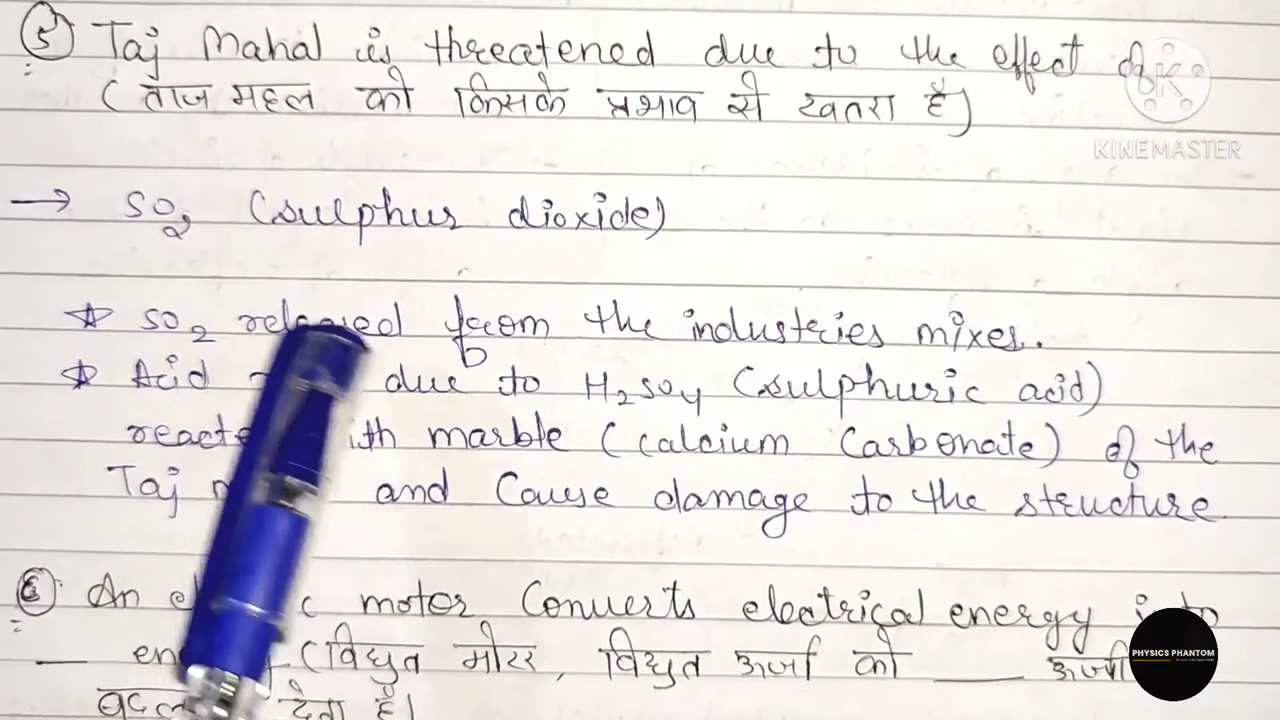 ⑤ Taj Mahal is threatened due to the effect of
(ताज महल को किसके प्रभाव से खतरा है)
KINEMASTER
→ SO₂ (sulphur dioxide)
☆ SO₂ released from the industries mixes.
☆ Acid due to H₂SO₄ (sulphuric acid)
with marble (calcium Carbonate) of the
Taj and Cause damage to the structure
⑥ An motor Converts electrical energy into
__ (विधुत मोटर, विधुत ऊर्जा को ____ ऊर्जा
देता है।
PHYSICS PHANTOM